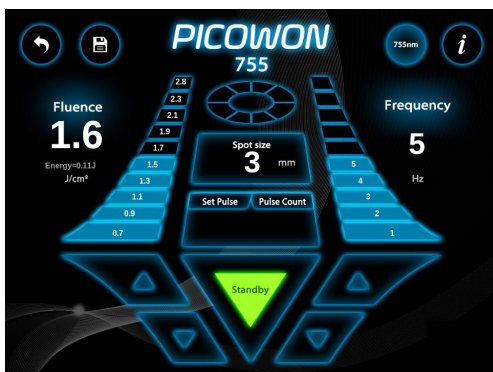 PICOWON
755
755nm
i
Fluence
1.6
Energy=0.11J
J/cm²
2.8
2.3
2.1
1.9
1.7
1.5
1.3
1.1
0.9
0.7
Spot size
3 mm
Set Pulse Pulse Count
Standby
Frequency
5
Hz
5
4
3
2
1